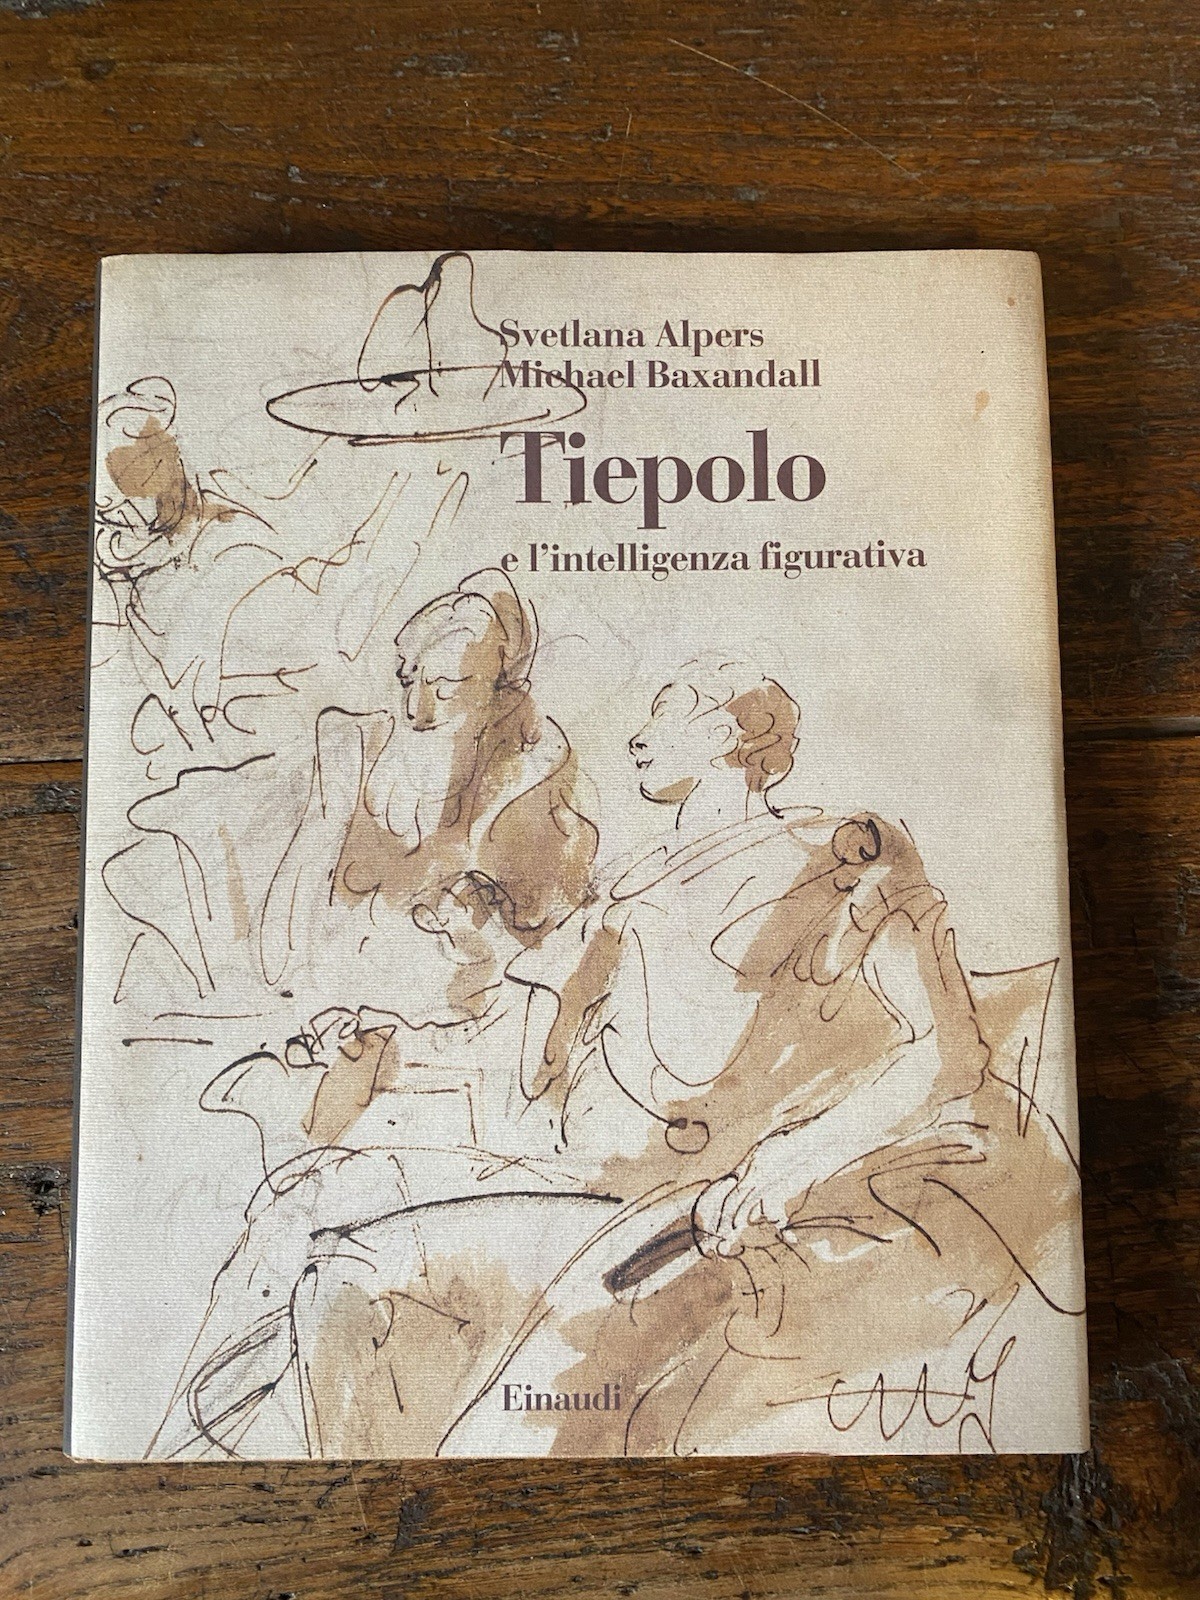 Svetlana Alpers
Michael Baxandall
Tiepolo
e l'intelligenza figurativa
Einaudi